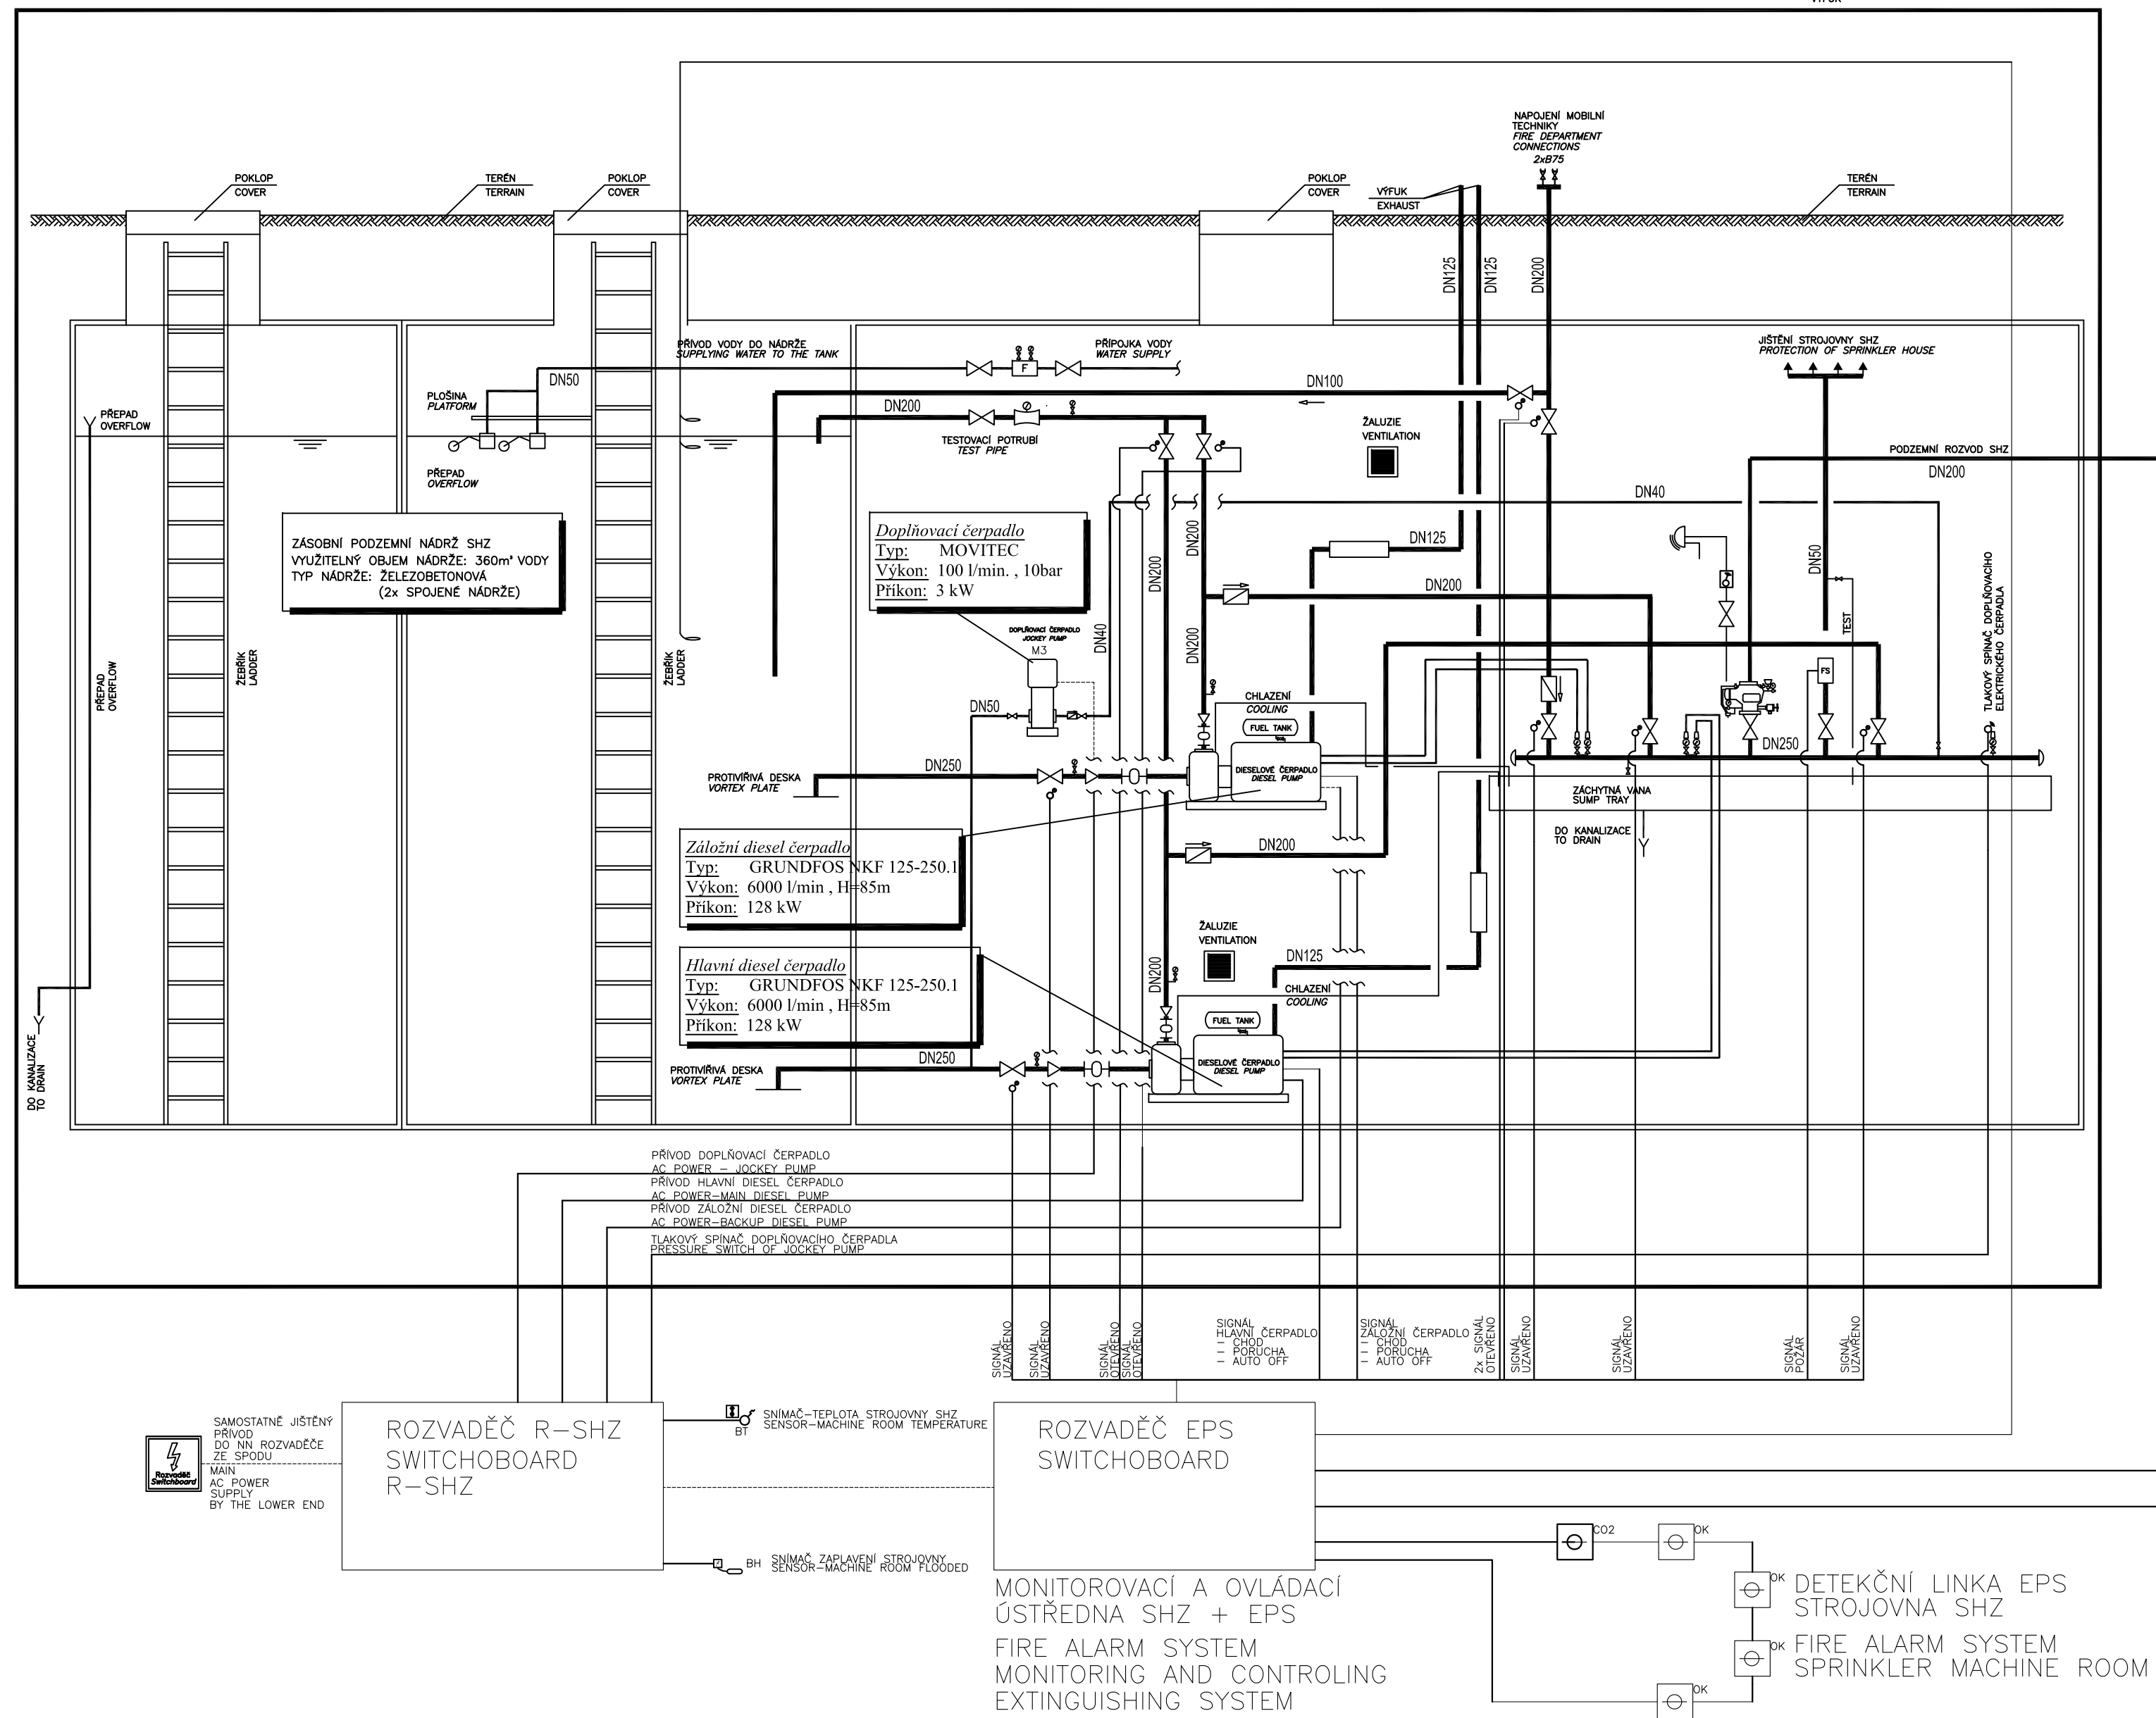 VÝFUK
NAPOJENÍ MOBILNÍ
TECHNIKY
FIRE DEPARTMENT
CONNECTIONS
2xB75
POKLOP
COVER
TERÉN
TERRAIN
POKLOP
COVER
POKLOP
COVER
VÝFUK
EXHAUST
TERÉN
TERRAIN
DN125
DN125
DN200
PŘÍVOD VODY DO NÁDRŽE
SUPPLYING WATER TO THE TANK
PŘÍPOJKA VODY
WATER SUPPLY
F
JIŠTĚNÍ STROJOVNY SHZ
PROTECTION OF SPRINKLER HOUSE
DN50
DN100
PLOŠINA
PLATFORM
PŘEPAD
OVERFLOW
DN200
TESTOVACÍ POTRUBÍ
TEST PIPE
ŽALUZIE
VENTILATION
PODZEMNÍ ROZVOD SHZ
DN200
PŘEPAD
OVERFLOW
DN40
ZÁSOBNÍ PODZEMNÍ NÁDRŽ SHZ
VYUŽITELNÝ OBJEM NÁDRŽE: 360m³ VODY
TYP NÁDRŽE: ŽELEZOBETONOVÁ
(2x SPOJENÉ NÁDRŽE)
Doplňovací čerpadlo
Typ: MOVITEC
Výkon: 100 l/min. , 10bar
Příkon: 3 kW
DN200
DN200
DN125
DN50
DN200
TLAKOVÝ SPÍNAČ DOPLŇOVACÍHO
ELEKTRICKÉHO ČERPADLA
TEST
DOPLŇOVACÍ ČERPADLO
JOCKEY PUMP
M3
DN40
DN200
PŘEPAD
OVERFLOW
ŽEBŘÍK
LADDER
ŽEBŘÍK
LADDER
FS
CHLAZENÍ
COOLING
DN50
FUEL TANK
DN250
DN250
DIESELOVÉ ČERPADLO
DIESEL PUMP
PROTIVÍŘIVÁ DESKA
VORTEX PLATE
ZÁCHYTNÁ VANA
SUMP TRAY
DO KANALIZACE
TO DRAIN
Záložní diesel čerpadlo
Typ: GRUNDFOS NKF 125-250.1
Výkon: 6000 l/min , H=85m
Příkon: 128 kW
DN200
ŽALUZIE
VENTILATION
Hlavní diesel čerpadlo
Typ: GRUNDFOS NKF 125-250.1
Výkon: 6000 l/min , H=85m
Příkon: 128 kW
DN200
DN125
CHLAZENÍ
COOLING
FUEL TANK
DN250
DIESELOVÉ ČERPADLO
DIESEL PUMP
PROTIVÍŘIVÁ DESKA
VORTEX PLATE
DO KANALIZACE
TO DRAIN
PŘÍVOD DOPLŇOVACÍ ČERPADLO
AC POWER – JOCKEY PUMP
PŘÍVOD HLAVNÍ DIESEL ČERPADLO
AC POWER–MAIN DIESEL PUMP
PŘÍVOD ZÁLOŽNÍ DIESEL ČERPADLO
AC POWER–BACKUP DIESEL PUMP
TLAKOVÝ SPÍNAČ DOPLŇOVACÍHO ČERPADLA
PRESSURE SWITCH OF JOCKEY PUMP
SIGNÁL
UZAVŘENO
SIGNÁL
UZAVŘENO
SIGNÁL
OTEVŘENO
SIGNÁL
OTEVŘENO
SIGNÁL
HLAVNÍ ČERPADLO
– CHOD
– PORUCHA
– AUTO OFF
SIGNÁL
ZÁLOŽNÍ ČERPADLO
– CHOD
– PORUCHA
– AUTO OFF
2x SIGNÁL
OTEVŘENO
SIGNÁL
UZAVŘENO
SIGNÁL
UZAVŘENO
SIGNÁL
POŽÁR
SIGNÁL
UZAVŘENO
SAMOSTATNĚ JIŠTĚNÝ
PŘÍVOD
DO NN ROZVADĚČE
ZE SPODU
MAIN
AC POWER
SUPPLY
BY THE LOWER END
Rozvaděč
Switchboard
ROZVADĚČ R–SHZ
SWITCHOBOARD
R–SHZ
BT
SNÍMAČ–TEPLOTA STROJOVNY SHZ
SENSOR–MACHINE ROOM TEMPERATURE
BH
SNÍMAČ ZAPLAVENÍ STROJOVNY
SENSOR–MACHINE ROOM FLOODED
ROZVADĚČ EPS
SWITCHOBOARD
MONITOROVACÍ A OVLÁDACÍ
ÚSTŘEDNA SHZ + EPS
FIRE ALARM SYSTEM
MONITORING AND CONTROLING
EXTINGUISHING SYSTEM
CO2
OK
OK
OK
OK
DETEKČNÍ LINKA EPS
STROJOVNA SHZ
FIRE ALARM SYSTEM
SPRINKLER MACHINE ROOM